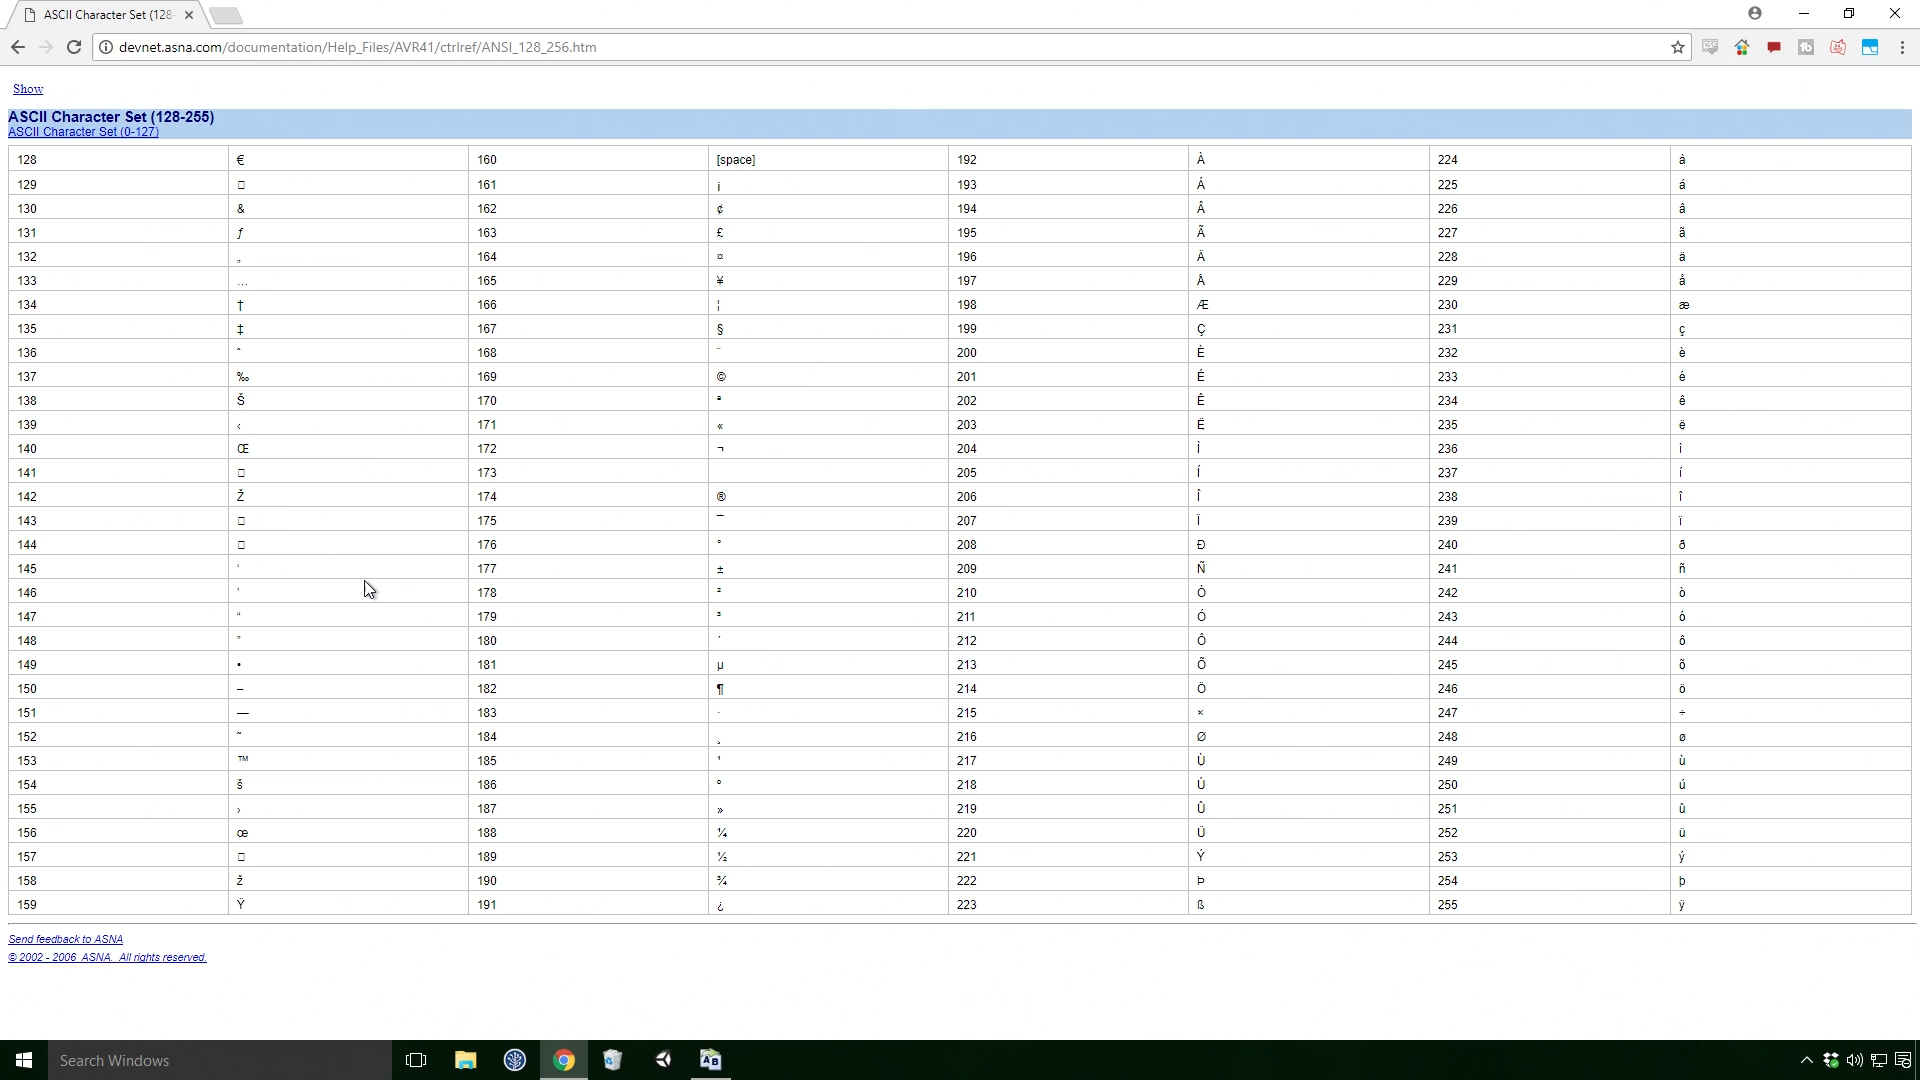 ASCII Character Set (128-
devnet.asna.com/documentation/Help_Files/AVR41/ctrlref/ANSI_128_256.htm
Show
ASCII Character Set (128-255)
ASCII Character Set (0-127)
128 € 160 [space] 192 À 224 à
129 □ 161 ¡ 193 Á 225 á
130 & 162 ¢ 194 Â 226 â
131 ƒ 163 £ 195 Ã 227 ã
132 „ 164 ¤ 196 Ä 228 ä
133 … 165 ¥ 197 Å 229 å
134 † 166 ¦ 198 Æ 230 æ
135 ‡ 167 § 199 Ç 231 ç
136 ˆ 168 ¨ 200 È 232 è
137 ‰ 169 © 201 É 233 é
138 Š 170 ª 202 Ê 234 ê
139 ‹ 171 « 203 Ë 235 ë
140 Œ 172 ¬ 204 Ì 236 ì
141 □ 173 205 Í 237 í
142 Ž 174 ® 206 Î 238 î
143 □ 175 ¯ 207 Ï 239 ï
144 □ 176 ° 208 Ð 240 ð
145 ‘ 177 ± 209 Ñ 241 ñ
146 ’ 178 ² 210 Ò 242 ò
147 “ 179 ³ 211 Ó 243 ó
148 ” 180 ´ 212 Ô 244 ô
149 • 181 µ 213 Õ 245 õ
150 – 182 ¶ 214 Ö 246 ö
151 — 183 · 215 × 247 ÷
152 ˜ 184 ¸ 216 Ø 248 ø
153 ™ 185 ¹ 217 Ù 249 ù
154 š 186 º 218 Ú 250 ú
155 › 187 » 219 Û 251 û
156 œ 188 ¼ 220 Ü 252 ü
157 □ 189 ½ 221 Ý 253 ý
158 ž 190 ¾ 222 Þ 254 þ
159 Ÿ 191 ¿ 223 ß 255 ÿ
Send feedback to ASNA
© 2002 - 2006 ASNA. All rights reserved.
Search Windows